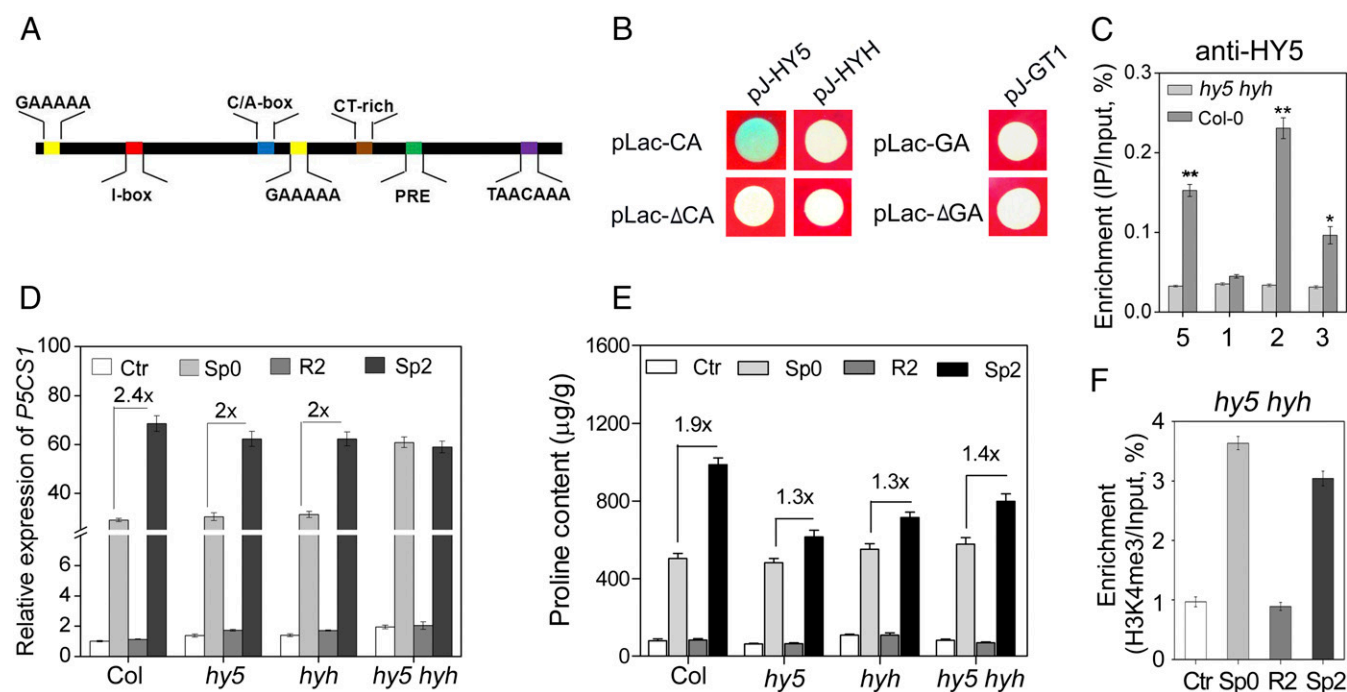 A
GAAAAA
C/A-box
CT-rich
I-box
GAAAAA
PRE
TAACAAA
B
pJ-HY5
pJ-HYH
pJ-GT1
pLac-CA
pLac-GA
pLac-ΔCA
pLac-ΔGA
C
anti-HY5
Enrichment (IP/Input, %)
0.3
0.2
0.1
0.0
hy5 hyh
Col-0
**
**
*
5 1 2 3
D
Relative expression of P5CS1
100
80
60
40
6
4
2
0
Ctr Sp0 R2 Sp2
2.4x
2x
2x
Col hy5 hyh hy5 hyh
E
Proline content (µg/g)
1600
1200
800
400
0
Ctr Sp0 R2 Sp2
1.9x
1.3x
1.3x
1.4x
Col hy5 hyh hy5 hyh
F
hy5 hyh
Enrichment
(H3K4me3/Input, %)
4
3
2
1
0
Ctr Sp0 R2 Sp2